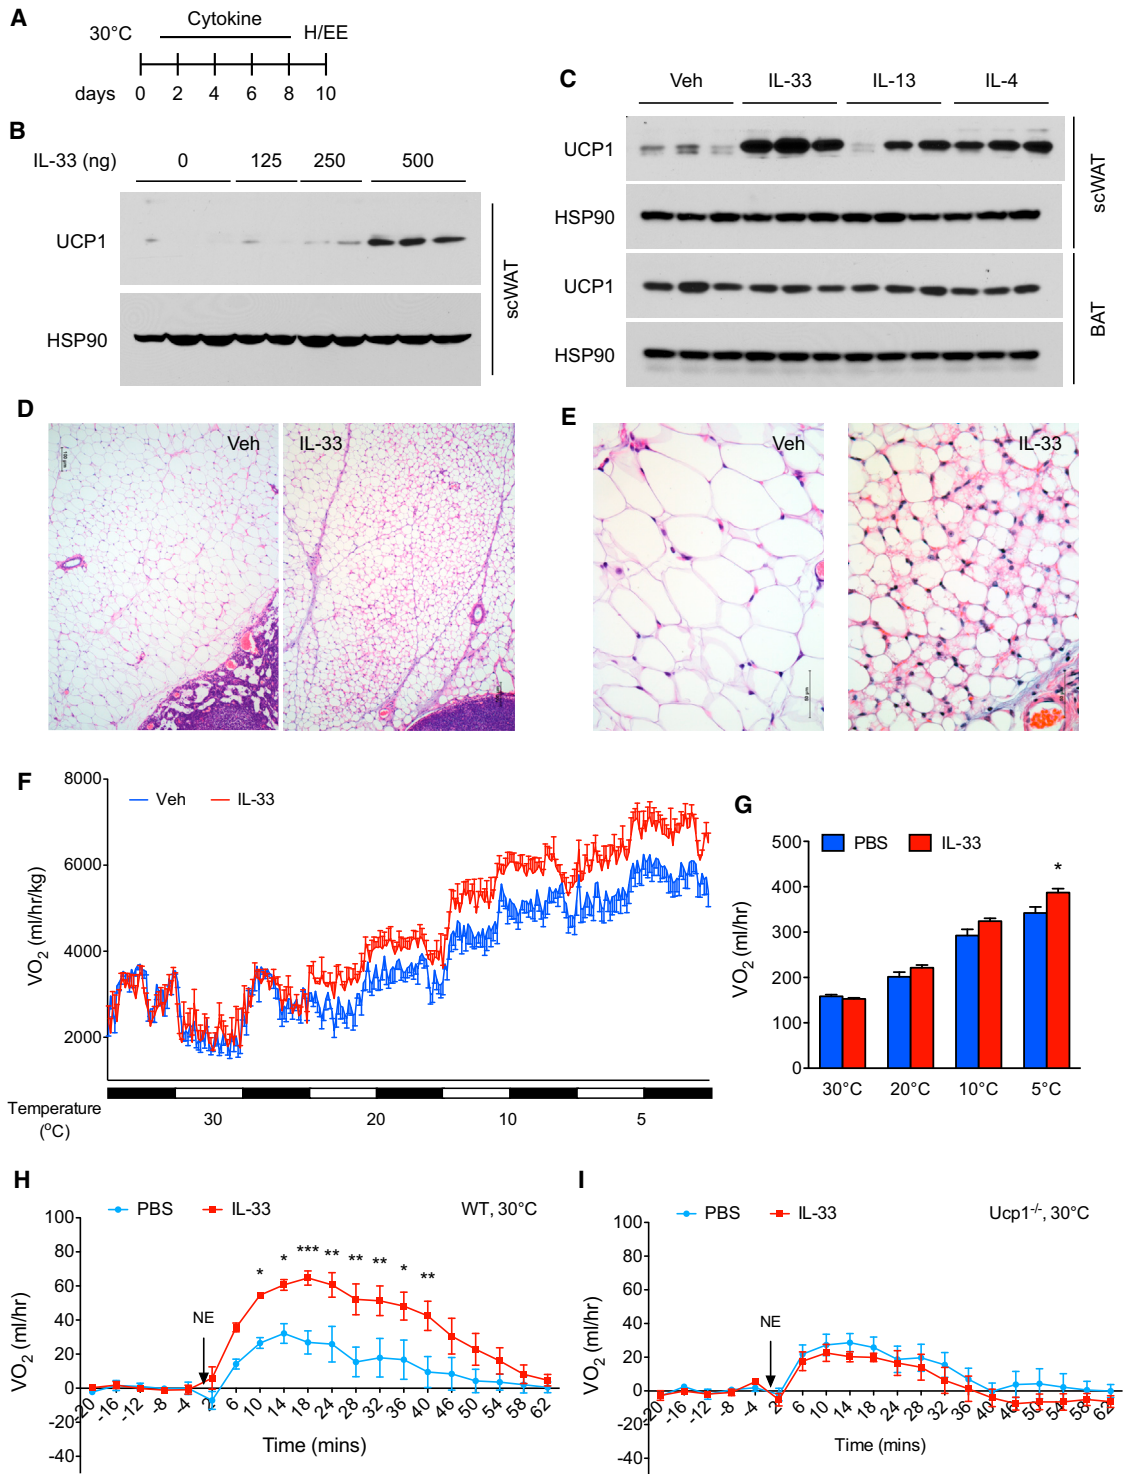 A
Cytokine
30°C
H/EE
days 0 2 4 6 8 10
B
IL-33 (ng) 0 125 250 500
UCP1
HSP90
scWAT
C
Veh IL-33 IL-13 IL-4
UCP1
HSP90
scWAT
UCP1
HSP90
BAT
D
Veh
IL-33
E
Veh
IL-33
F
Veh IL-33
8000
6000
4000
2000
VO2 (ml/hr/kg)
Temperature
(°C)
30 20 10 5
G
PBS IL-33
500
400
300
200
100
0
VO2 (ml/hr)
*
30°C 20°C 10°C 5°C
H
PBS IL-33 WT, 30°C
100
80
60
40
20
0
-20
-40
VO2 (ml/hr)
NE
* * *** ** ** ** * **
-20 -16 -12 -8 -4 2 6 10 14 18 24 28 32 36 40 46 50 54 58 62
Time (mins)
I
PBS IL-33 Ucp1-/-, 30°C
100
80
60
40
20
0
-20
-40
VO2 (ml/hr)
NE
-20 -16 -12 -8 -4 2 6 10 14 18 24 28 32 36 40 46 50 54 58 62
Time (mins)